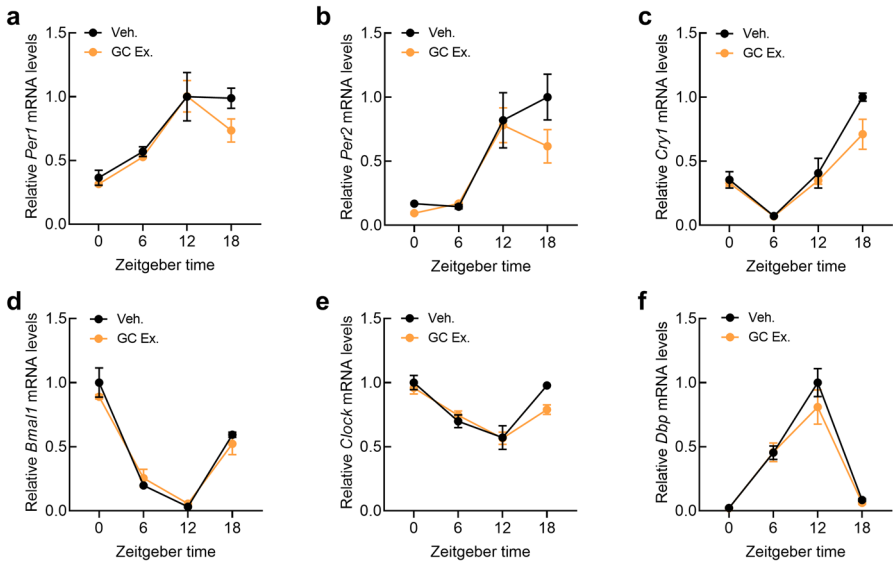 a
Relative Per1 mRNA levels
1.5
1.0
0.5
0.0
Veh.
GC Ex.
0 6 12 18
Zeitgeber time
b
Relative Per2 mRNA levels
1.5
1.0
0.5
0.0
Veh.
GC Ex.
0 6 12 18
Zeitgeber time
c
Relative Cry1 mRNA levels
1.5
1.0
0.5
0.0
Veh.
GC Ex.
0 6 12 18
Zeitgeber time
d
Relative Bmal1 mRNA levels
1.5
1.0
0.5
0.0
Veh.
GC Ex.
0 6 12 18
Zeitgeber time
e
Relative Clock mRNA levels
1.5
1.0
0.5
0.0
Veh.
GC Ex.
0 6 12 18
Zeitgeber time
f
Relative Dbp mRNA levels
1.5
1.0
0.5
0.0
Veh.
GC Ex.
0 6 12 18
Zeitgeber time